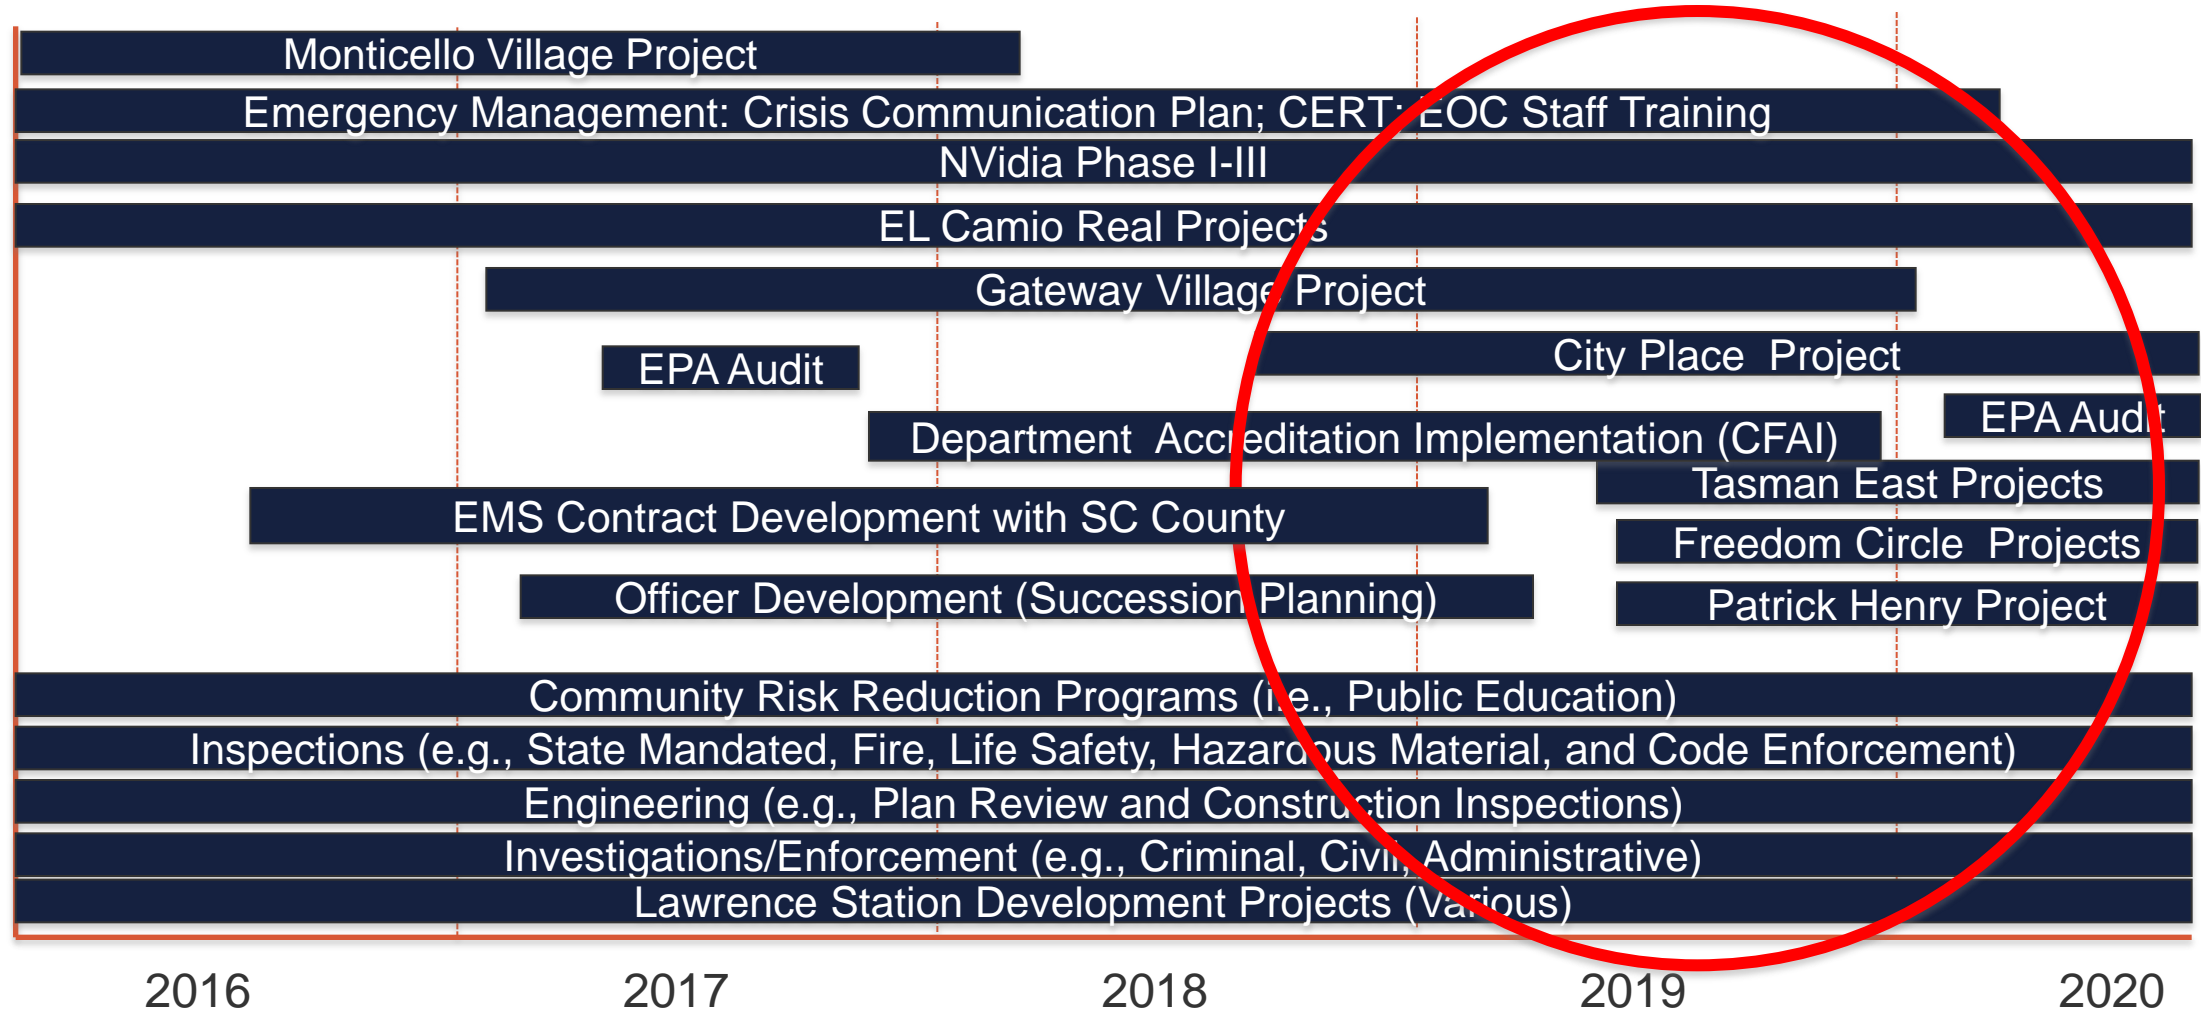 Monticello Village Project
Emergency Management: Crisis Communication Plan; CERT; EOC Staff Training
NVidia Phase I-III
EL Camio Real Projects
Gateway Village Project
City Place  Project
EPA Audit
EPA Audit
Department  Accreditation Implementation (CFAI)
Tasman East Projects
EMS Contract Development with SC County
Freedom Circle  Projects
Officer Development (Succession Planning)
Patrick Henry Project
Community Risk Reduction Programs (i.e., Public Education)
Inspections (e.g., State Mandated, Fire, Life Safety, Hazardous Material, and Code Enforcement)
Engineering (e.g., Plan Review and Construction Inspections)
Investigations/Enforcement (e.g., Criminal, Civil, Administrative)
Lawrence Station Development Projects (Various)
2016 2017 2018 2019 2020